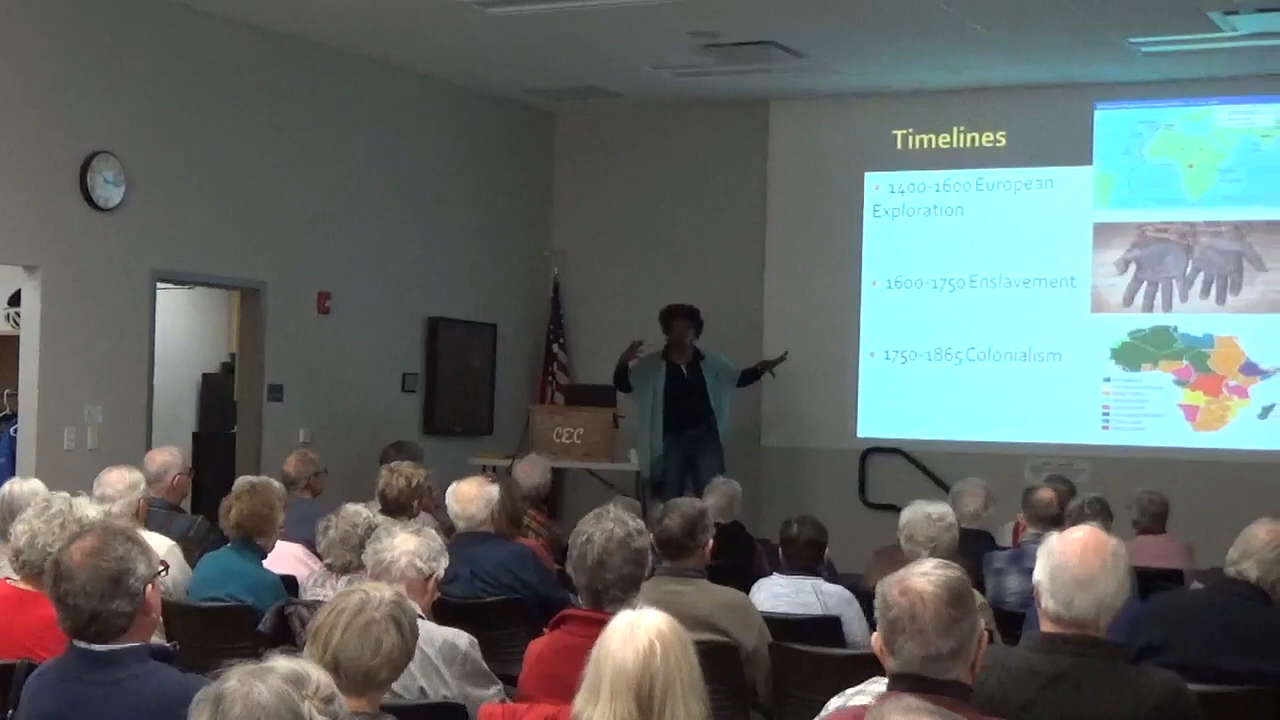 Timelines
1400-1600 European
Exploration
1600-1750 Enslavement
1750-1865 Colonialism
CEC